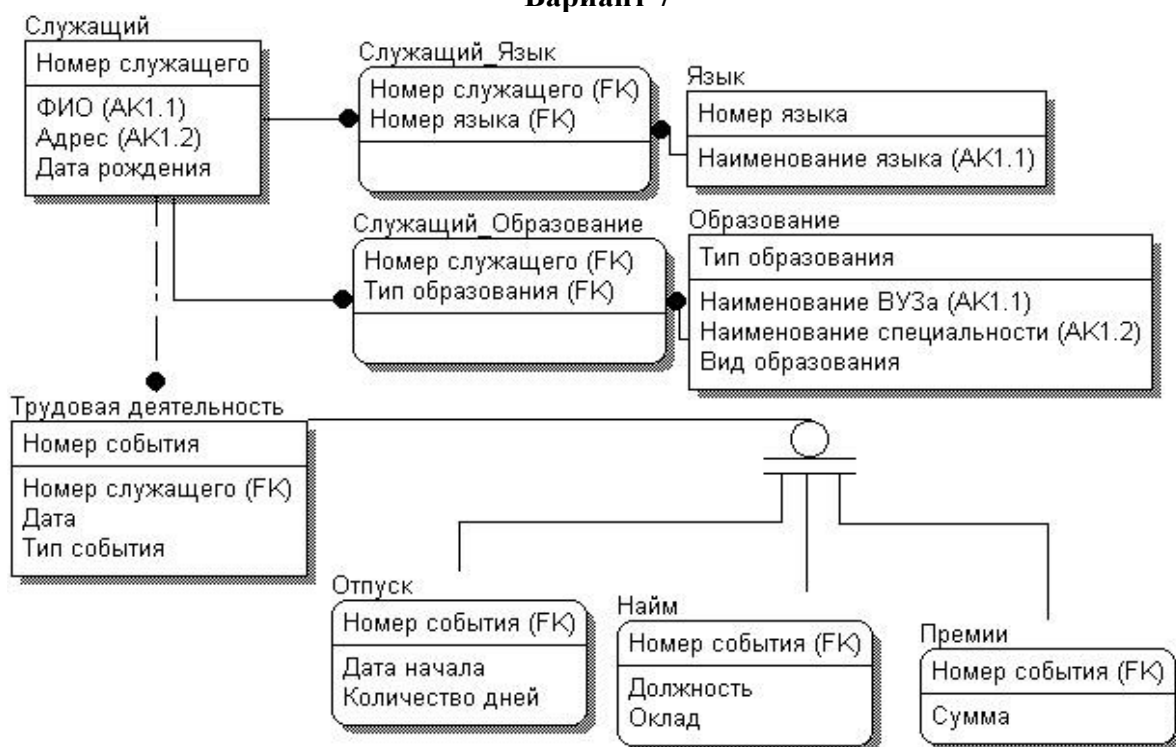 Служащий
Номер служащего
ФИО (AK1.1)
Адрес (AK1.2)
Дата рождения
Служащий_Язык
Номер служащего (FK)
Номер языка (FK)
Язык
Номер языка
Наименование языка (AK1.1)
Служащий_Образование
Номер служащего (FK)
Тип образования (FK)
Образование
Тип образования
Наименование ВУЗа (AK1.1)
Наименование специальности (AK1.2)
Вид образования
Трудовая деятельность
Номер события
Номер служащего (FK)
Дата
Тип события
Отпуск
Номер события (FK)
Дата начала
Количество дней
Найм
Номер события (FK)
Должность
Оклад
Премии
Номер события (FK)
Сумма